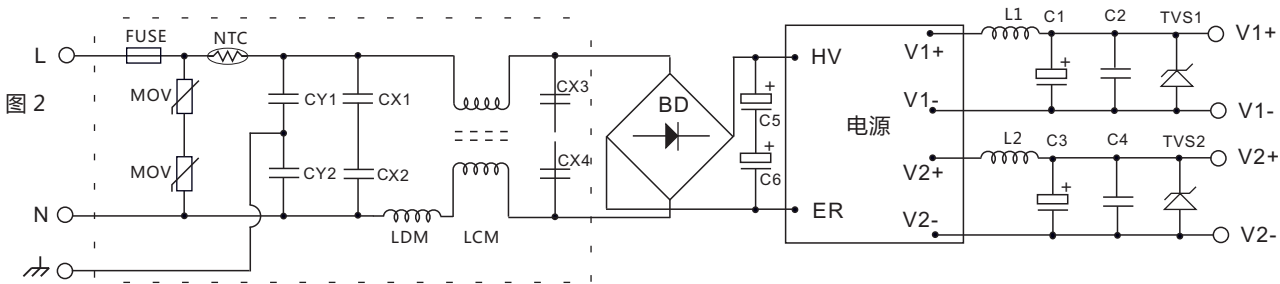 图 2
L
FUSE
NTC
MOV
MOV
CY1
CX1
CY2
CX2
CX3
CX4
N
LDM
LCM
BD
+
C5
+
C6
HV
ER
电源
V1+
V1-
V2+
V2-
L1
C1
C2
TVS1
+
V1+
V1-
L2
C3
C4
TVS2
+
V2+
V2-